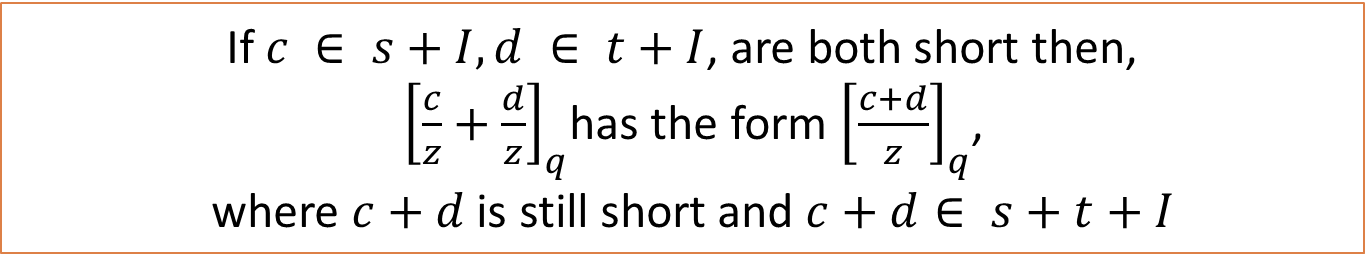 If c ∈ s + I, d ∈ t + I, are both short then,
[c/z + d/z]_q has the form [c+d/z]_q,
where c + d is still short and c + d ∈ s + t + I